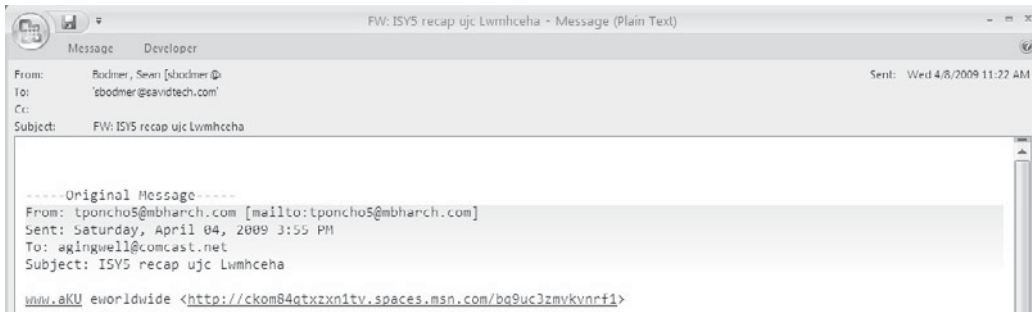 FW: ISY5 recap ujc Lwmhceha - Message (Plain Text)
Message Developer
From: Bodmer, Sean [sbodmer@
Sent: Wed 4/8/2009 11:22 AM
To: 'sbodmer@savidtech.com'
Cc:
Subject: FW: ISY5 recap ujc Lwmhceha
-----Original Message-----
From: tponcho5@mbharch.com [mailto:tponcho5@mbharch.com]
Sent: Saturday, April 04, 2009 3:55 PM
To: agingwell@comcast.net
Subject: ISY5 recap ujc Lwmhceha
www.aKU eworldwide <http://ckom84qtxzxn1tv.spaces.msn.com/bq9uc3zmvkvnrf1>